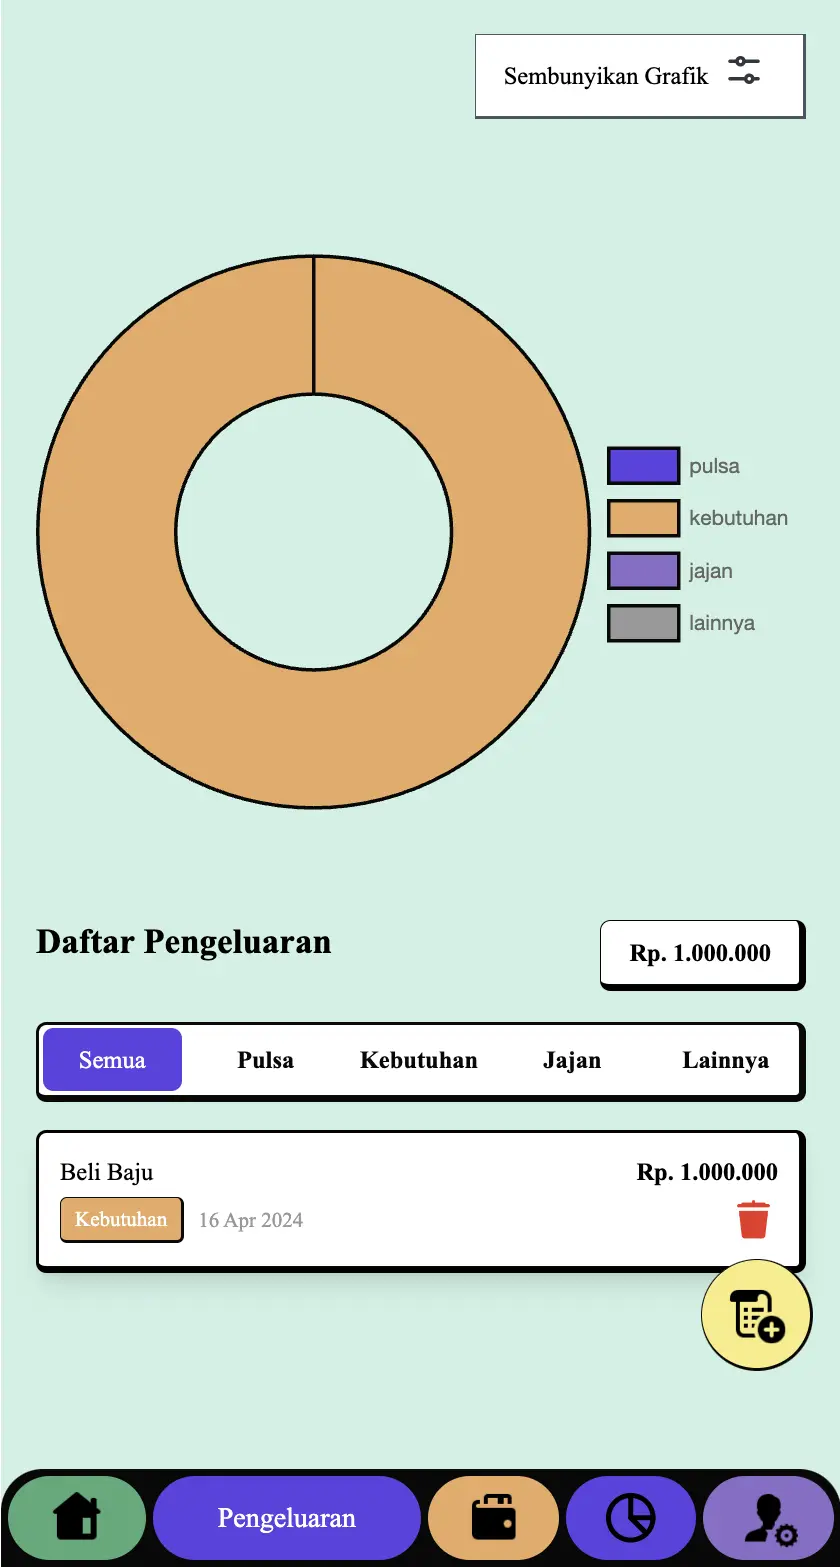 Sembunyikan Grafik
pulsa
kebutuhan
jajan
lainnya
Daftar Pengeluaran
Rp. 1.000.000
Semua Pulsa Kebutuhan Jajan Lainnya
Beli Baju Rp. 1.000.000
Kebutuhan 16 Apr 2024
Pengeluaran